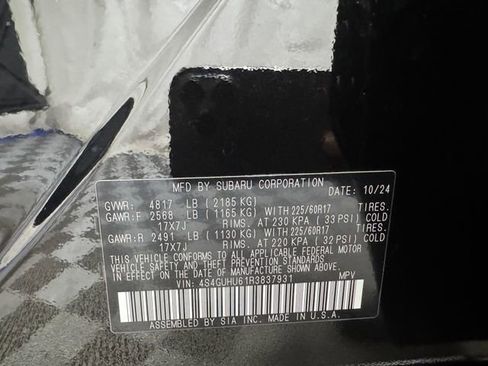 MFD BY SUBARU CORPORATION DATE: 10/24
GVWR: 4817 LB ( 2185 KG)
GAWR:F 2568 LB ( 1165 KG) WITH 225/60R17 TIRES.
17X7J RIMS. AT 230 KPA ( 33 PSI) COLD
GAWR:R 2491 LB ( 1130 KG) WITH 225/60R17 TIRES.
17X7J RIMS. AT 220 KPA ( 32 PSI) COLD
THIS VEHICLE CONFORMS TO ALL APPLICABLE
FEDERAL MOTOR VEHICLE SAFETY, BUMPER,
AND THEFT PREVENTION STANDARDS
IN EFFECT ON THE DATE OF
MANUFACTURE SHOWN ABOVE.
VIN: 4S4GUHU61R3837931 MPV
ASSEMBLED BY SIA INC. MADE IN U.S.A.